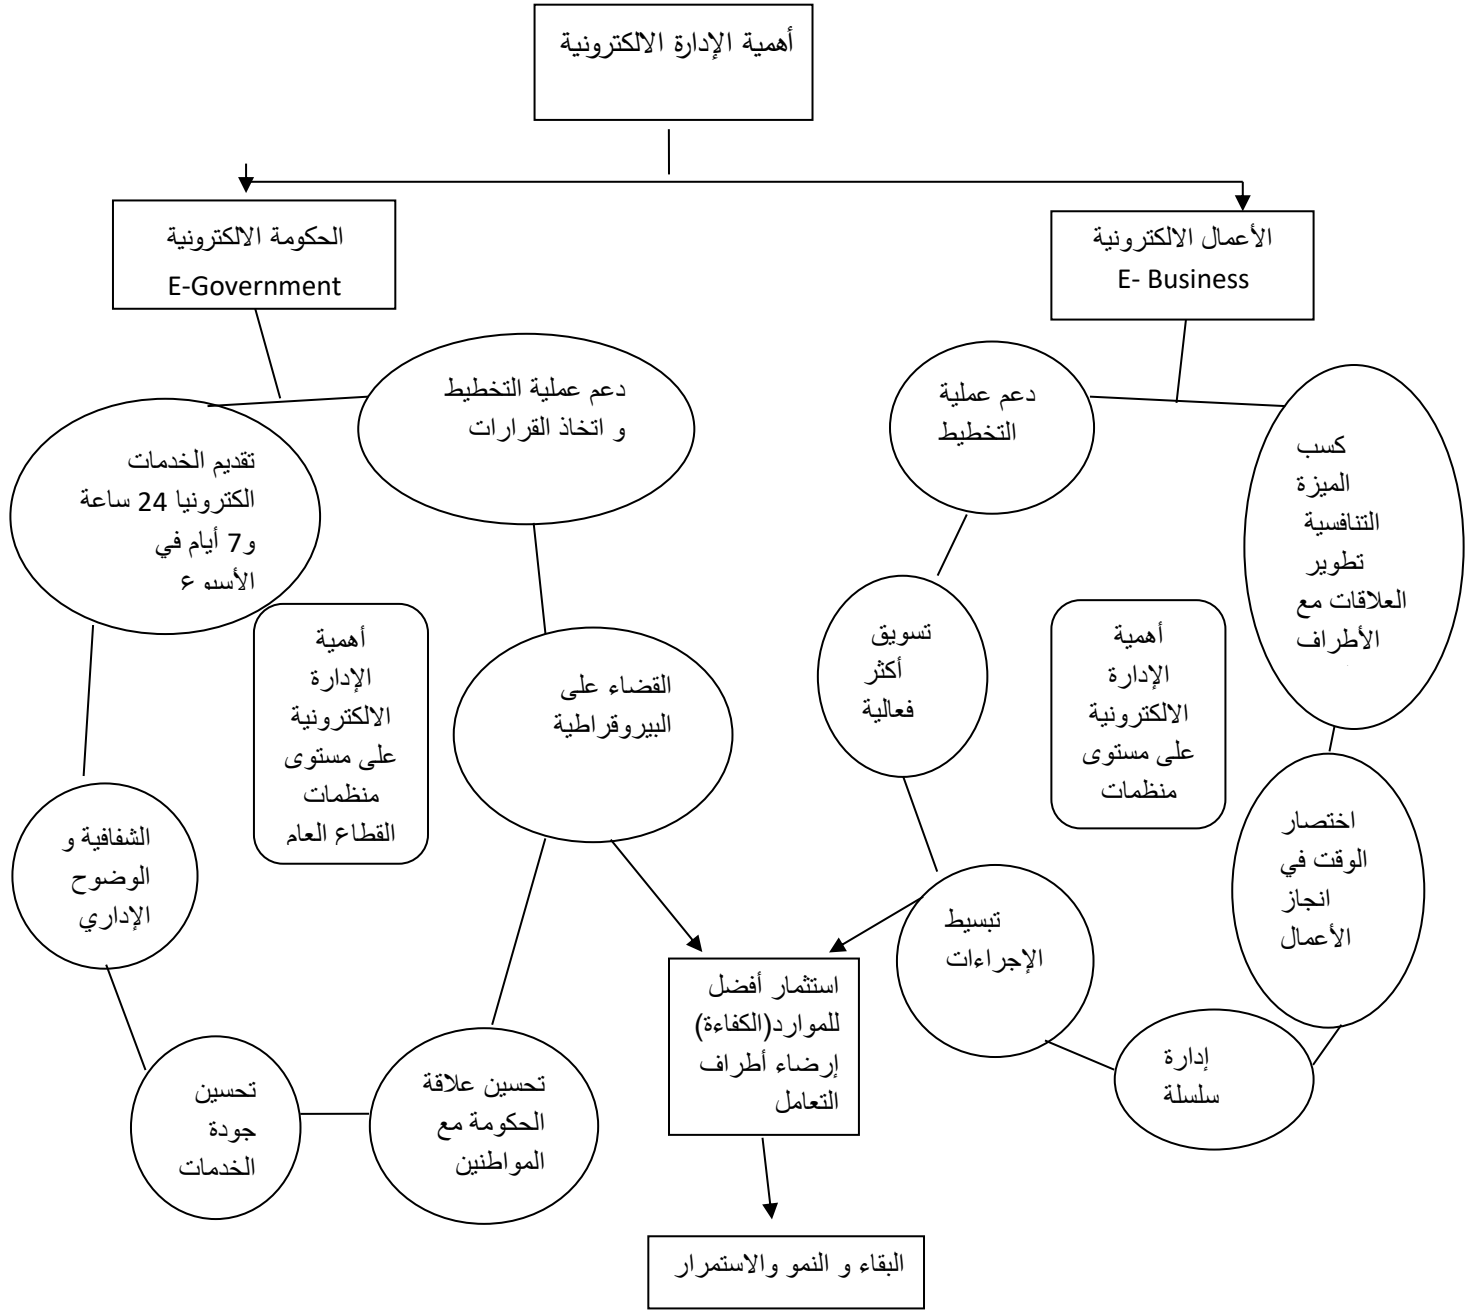 أهمية الإدارة الالكترونية
الأعمال الالكترونية
E- Business
الحكومة الالكترونية
E-Government
دعم عملية
التخطيط
كسب
الميزة
التنافسية
تطوير
العلاقات مع
الأطراف
تسويق
أكثر
فعالية
أهمية
الإدارة
الالكترونية
على مستوى
منظمات
اختصار
الوقت في
انجاز
الأعمال
تبسيط
الإجراءات
إدارة
سلسلة
دعم عملية التخطيط
و اتخاذ القرارات
تقديم الخدمات
الكترونيا 24 ساعة
و7 أيام في
الأسبوع
القضاء على
البيروقراطية
أهمية
الإدارة
الالكترونية
على مستوى
منظمات
القطاع العام
الشفافية و
الوضوح
الإداري
تحسين علاقة
الحكومة مع
المواطنين
تحسين
جودة
الخدمات
استثمار أفضل
للموارد(الكفاءة)
إرضاء أطراف
التعامل
البقاء و النمو والاستمرار